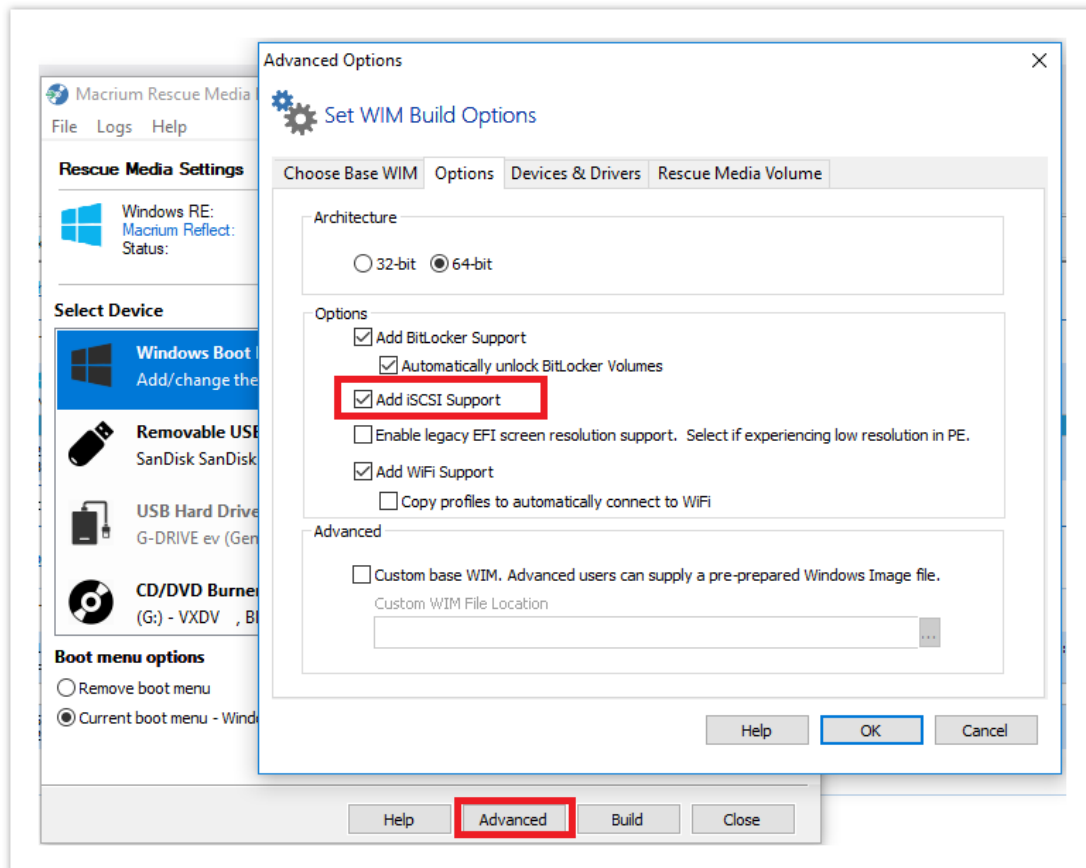 Macrium Rescue Media
File Logs Help
Rescue Media Settings
Windows RE:
Macrium Reflect:
Status:
Select Device
Windows Boot
Add/change the
Removable USB
SanDisk SanDisk
USB Hard Drive
G-DRIVE ev (Gen
CD/DVD Burner
(G:) - VXDV ,
Boot menu options
Remove boot menu
Current boot menu - Windo
Help Advanced Build Close
Advanced Options
Set WIM Build Options
Choose Base WIM Options Devices & Drivers Rescue Media Volume
Architecture
32-bit 64-bit
Options
Add BitLocker Support
Automatically unlock BitLocker Volumes
Add iSCSI Support
Enable legacy EFI screen resolution support. Select if experiencing low resolution in PE.
Add WiFi Support
Copy profiles to automatically connect to WiFi
Advanced
Custom base WIM. Advanced users can supply a pre-prepared Windows Image file.
Custom WIM File Location
...
Help OK Cancel